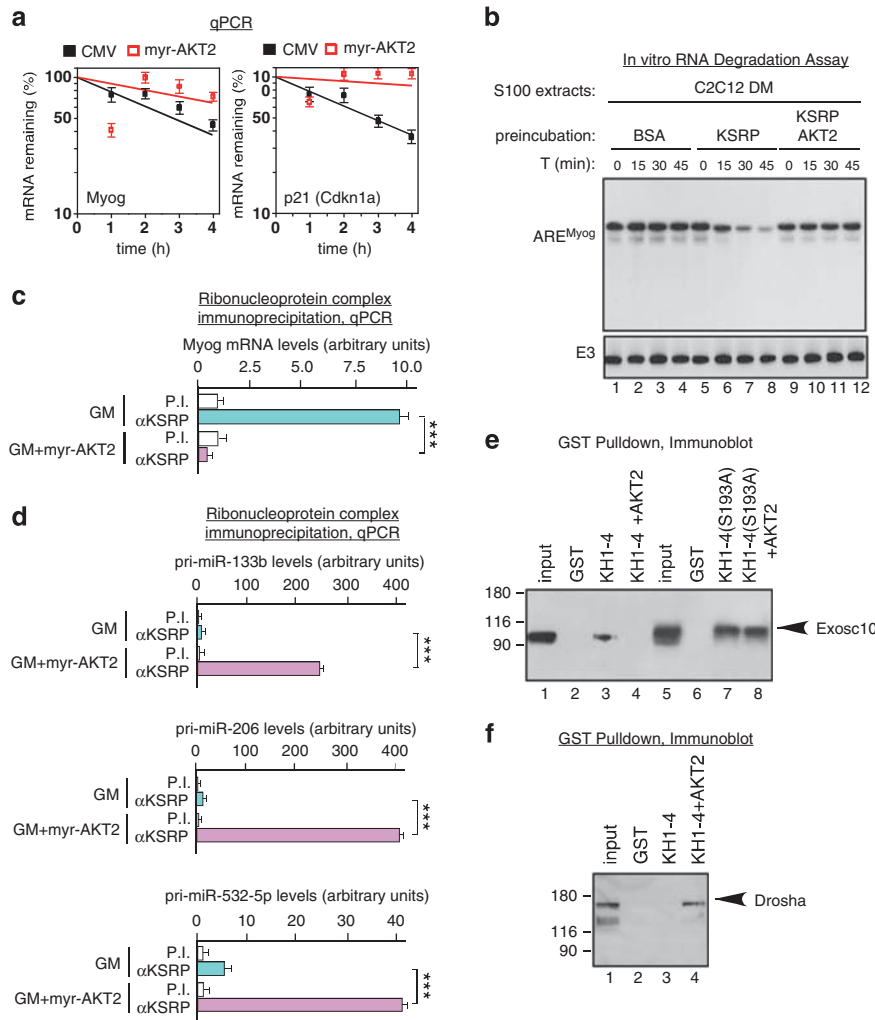 a
qPCR
CMV myr-AKT2 CMV myr-AKT2
mRNA remaining (%)
100
50
10
Myog
0 1 2 3 4
time (h)
mRNA remaining (%)
10
0
50
10
p21 (Cdkn1a)
0 1 2 3 4
time (h)
b
In vitro RNA Degradation Assay
S100 extracts: C2C12 DM
preincubation: BSA KSRP KSRP AKT2
T (min): 0 15 30 45 0 15 30 45 0 15 30 45
ARE^Myog
E3
1 2 3 4 5 6 7 8 9 10 11 12
c
Ribonucleoprotein complex
immunoprecipitation, qPCR
Myog mRNA levels (arbitrary units)
0 2.5 5.0 7.5 10.0
GM P.I.
αKSRP
GM+myr-AKT2 P.I.
αKSRP
***
d
Ribonucleoprotein complex
immunoprecipitation, qPCR
pri-miR-133b levels (arbitrary units)
0 100 200 300 400
GM P.I.
αKSRP
GM+myr-AKT2 P.I.
αKSRP
***
pri-miR-206 levels (arbitrary units)
0 100 200 300 400
GM P.I.
αKSRP
GM+myr-AKT2 P.I.
αKSRP
***
pri-miR-532-5p levels (arbitrary units)
0 10 20 30 40
GM P.I.
αKSRP
GM+myr-AKT2 P.I.
αKSRP
***
e
GST Pulldown, Immunoblot
input
GST
KH1-4
KH1-4
+AKT2
input
GST
KH1-4(S193A)
KH1-4(S193A)
+AKT2
180
116
90
Exosc10
1 2 3 4 5 6 7 8
f
GST Pulldown, Immunoblot
input
GST
KH1-4
KH1-4+AKT2
180
116
90
Drosha
1 2 3 4